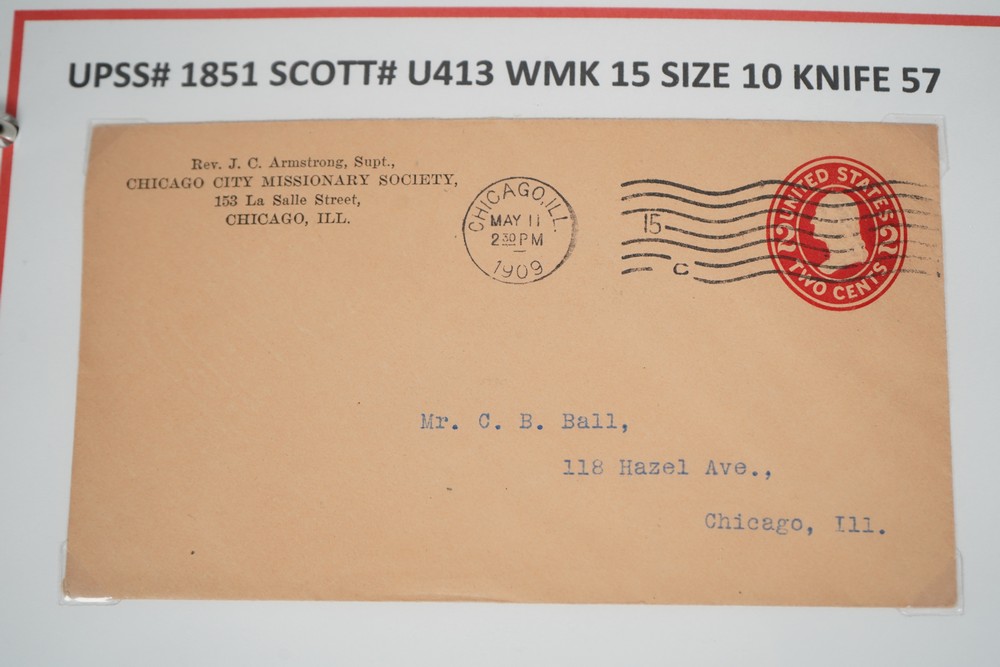 UPSS# 1851 SCOTT# U413 WMK 15 SIZE 10 KNIFE 57
Rev. J. C. Armstrong, Supt.,
CHICAGO CITY MISSIONARY SOCIETY,
153 La Salle Street,
CHICAGO, ILL.
CHICAGO, ILL.
MAY 11
2 30 PM
1909
15
C
UNITED STATES
2 2
TWO CENTS
Mr. C. B. Ball,
118 Hazel Ave.,
Chicago, Ill.